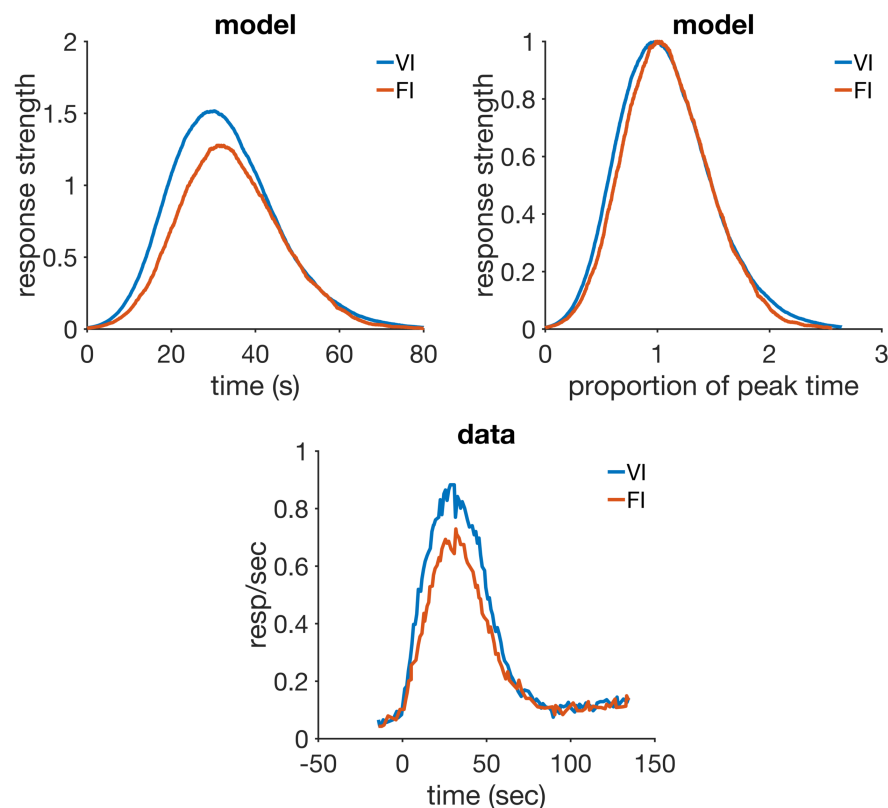 model
2
1.5
1
0.5
0
response strength
0
20
40
60
80
time (s)
VI
FI
model
1
0.8
0.6
0.4
0.2
0
response strength
0
1
2
3
proportion of peak time
VI
FI
data
1
0.8
0.6
0.4
0.2
0
resp/sec
-50
0
50
100
150
time (sec)
VI
FI